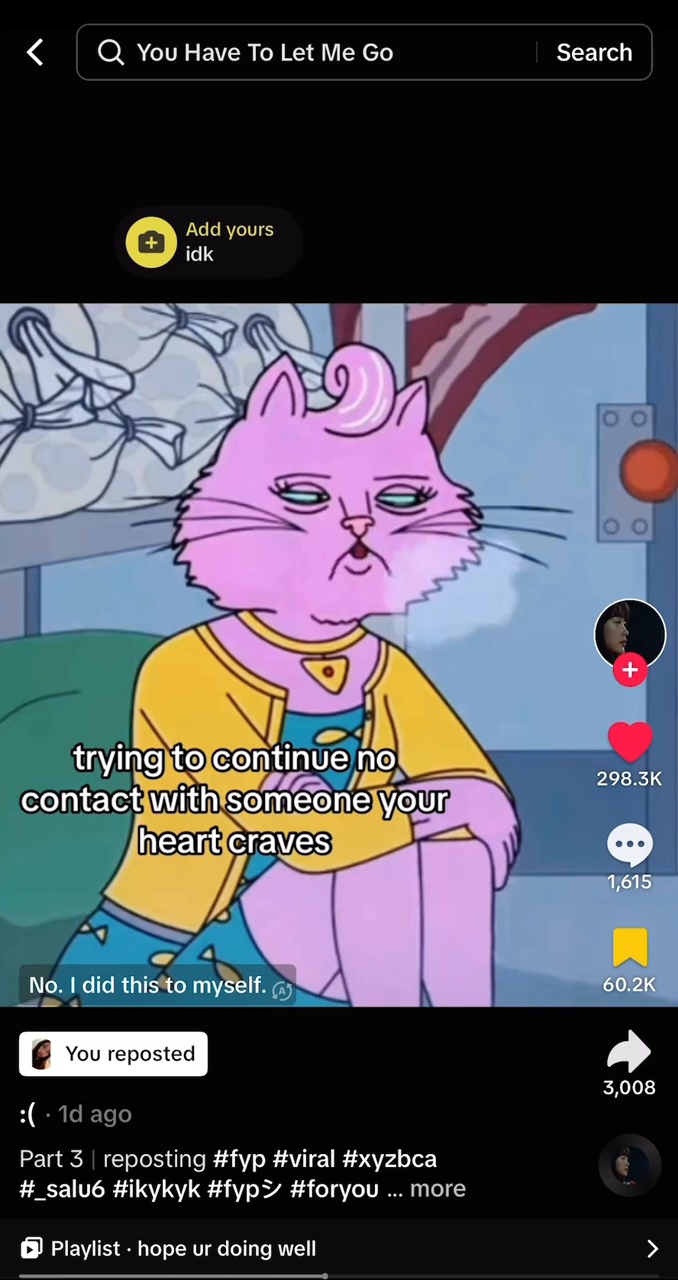 You Have To Let Me Go
Search
Add yours
idk
trying to continue no
contact with someone your
heart craves
No. I did this to myself.
298.3K
1,615
60.2K
3,008
You reposted
:( · 1d ago
Part 3 | reposting #fyp #viral #xyzbca
#_salu6 #ikykyk #fypシ #foryou ... more
Playlist · hope ur doing well